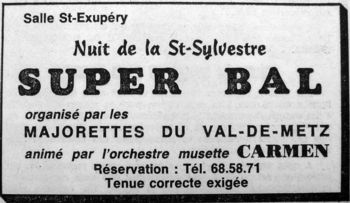 Salle St-Exupéry
Nuit de la St-Sylvestre
SUPER BAL
organisé par les
MAJORETTES DU VAL-DE-METZ
animé par l'orchestre musette CARMEN
Réservation : Tél. 68.58.71
Tenue correcte exigée